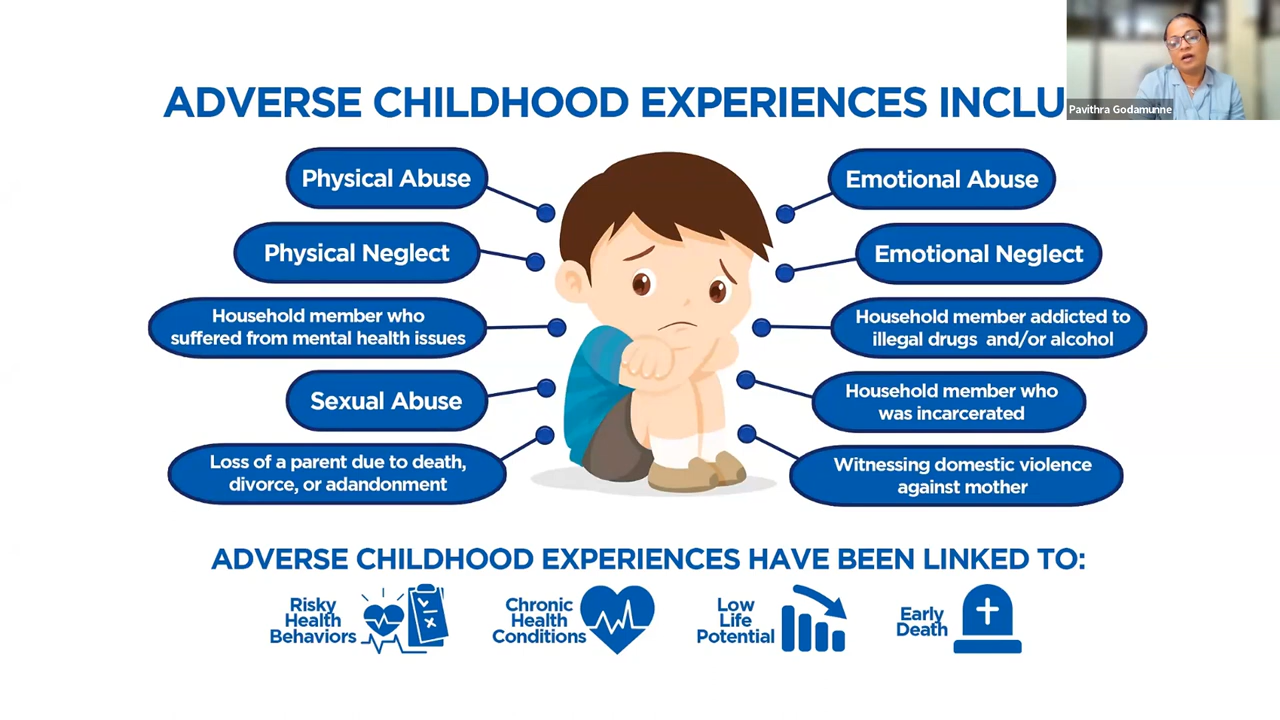 ADVERSE CHILDHOOD EXPERIENCES INCLU
Pavithra Godamunne
Physical Abuse
Physical Neglect
Household member who
suffered from mental health issues
Sexual Abuse
Loss of a parent due to death,
divorce, or adandonment
Emotional Abuse
Emotional Neglect
Household member addicted to
illegal drugs and/or alcohol
Household member who
was incarcerated
Witnessing domestic violence
against mother
ADVERSE CHILDHOOD EXPERIENCES HAVE BEEN LINKED TO:
Risky
Health
Behaviors
Chronic
Health
Conditions
Low
Life
Potential
Early
Death